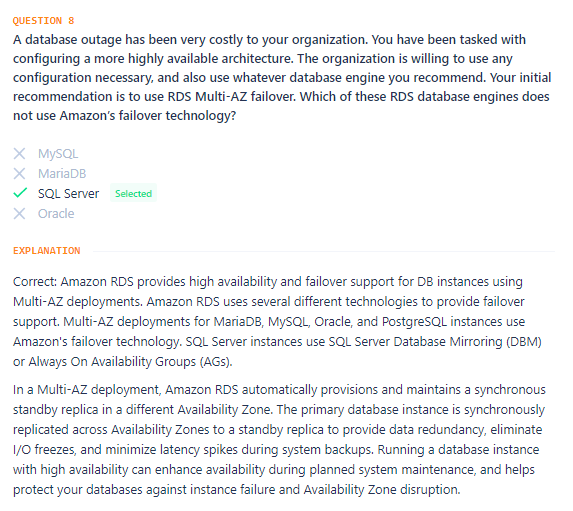 QUESTION 8
A database outage has been very costly to your organization. You have been tasked with
configuring a more highly available architecture. The organization is willing to use any
configuration necessary, and also use whatever database engine you recommend. Your initial
recommendation is to use RDS Multi-AZ failover. Which of these RDS database engines does
not use Amazon's failover technology?
MySQL
MariaDB
SQL Server Selected
Oracle
EXPLANATION
Correct: Amazon RDS provides high availability and failover support for DB instances using
Multi-AZ deployments. Amazon RDS uses several different technologies to provide failover
support. Multi-AZ deployments for MariaDB, MySQL, Oracle, and PostgreSQL instances use
Amazon's failover technology. SQL Server instances use SQL Server Database Mirroring (DBM)
or Always On Availability Groups (AGs).
In a Multi-AZ deployment, Amazon RDS automatically provisions and maintains a synchronous
standby replica in a different Availability Zone. The primary database instance is synchronously
replicated across Availability Zones to a standby replica to provide data redundancy, eliminate
I/O freezes, and minimize latency spikes during system backups. Running a database instance
with high availability can enhance availability during planned system maintenance, and helps
protect your databases against instance failure and Availability Zone disruption.